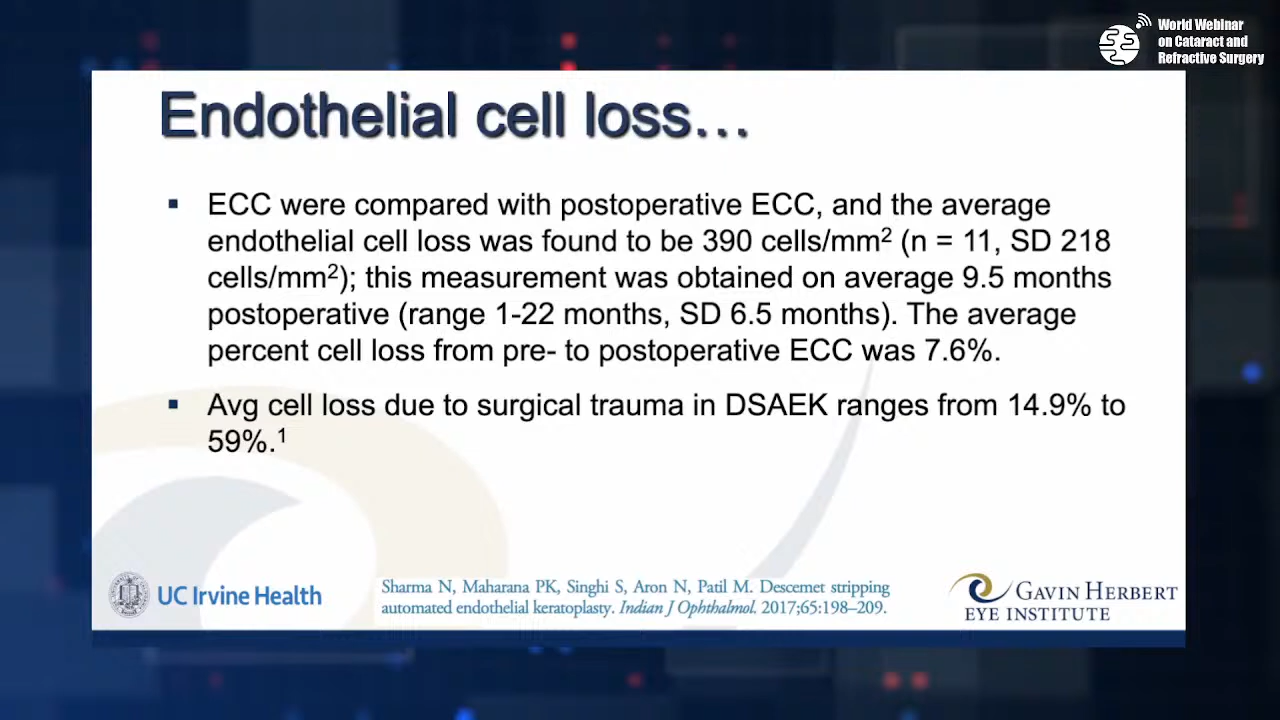 World Webinar
on Cataract and
Refractive Surgery
Endothelial cell loss…
▪ ECC were compared with postoperative ECC, and the average
endothelial cell loss was found to be 390 cells/mm² (n = 11, SD 218
cells/mm²); this measurement was obtained on average 9.5 months
postoperative (range 1-22 months, SD 6.5 months). The average
percent cell loss from pre- to postoperative ECC was 7.6%.
▪ Avg cell loss due to surgical trauma in DSAEK ranges from 14.9% to
59%.¹
UC Irvine Health
Sharma N, Maharana PK, Singhi S, Aron N, Patil M. Descemet stripping
automated endothelial keratoplasty. Indian J Ophthalmol. 2017;65:198–209.
GAVIN HERBERT
EYE INSTITUTE